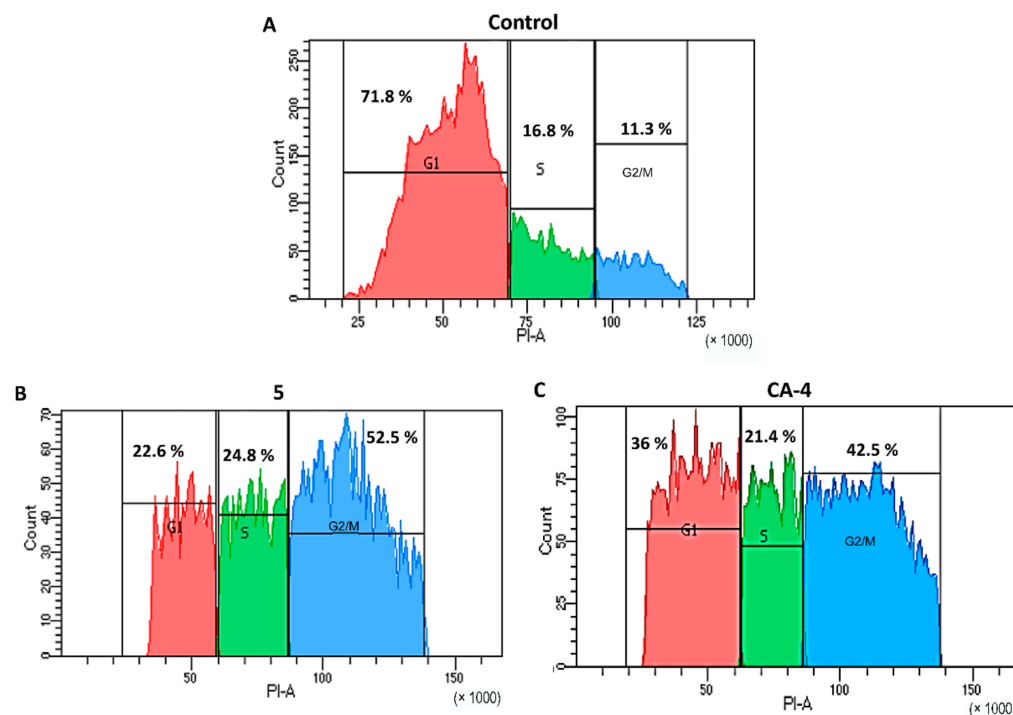 A
Control
250
200
150
100
50
0
Count
71.8 %
16.8 %
11.3 %
G1
S
G2/M
25
50
75
100
125
PI-A
(× 1000)
B
5
70
60
50
40
30
20
10
0
Count
22.6 %
24.8 %
52.5 %
G1
S
G2/M
50
100
150
PI-A
(× 1000)
C
CA-4
100
75
50
25
0
Count
36 %
21.4 %
42.5 %
G1
S
G2/M
50
100
150
PI-A
(× 1000)